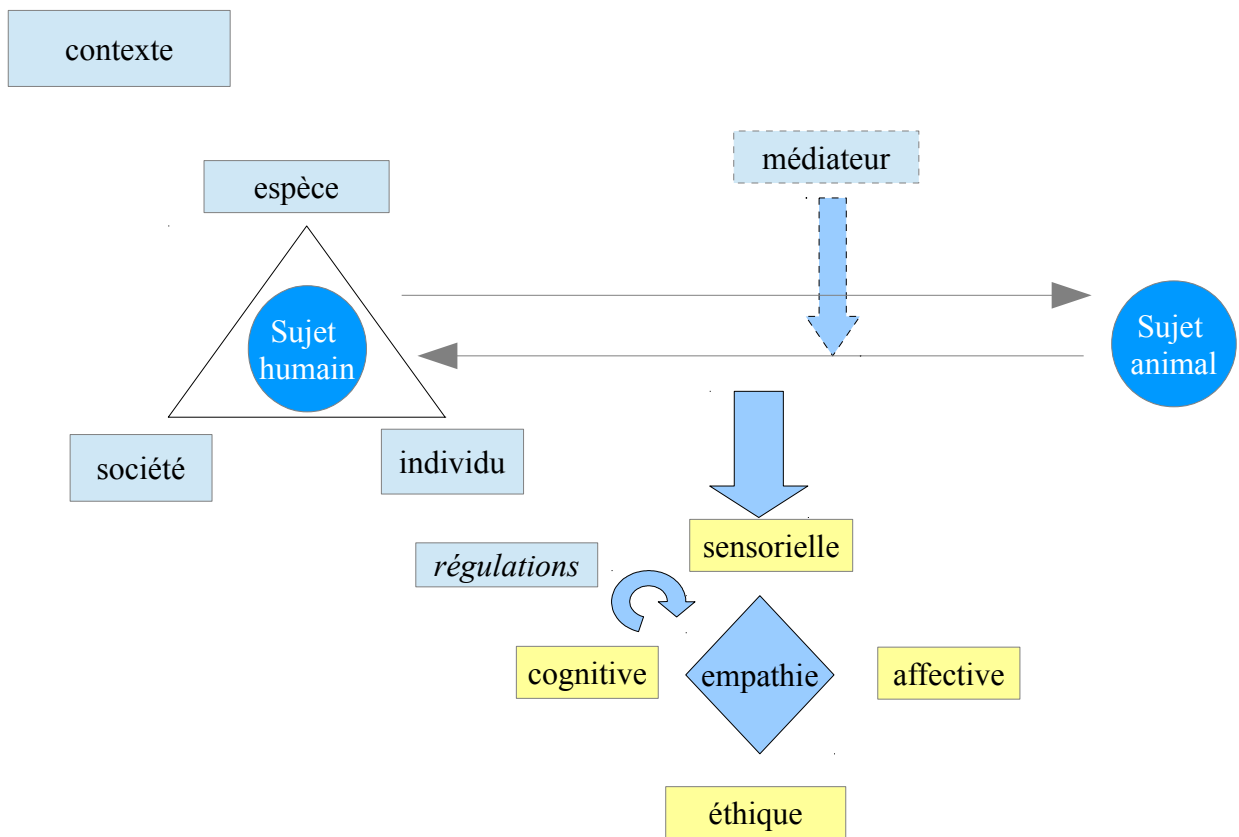 contexte
médiateur
espèce
Sujet
humain
Sujet
animal
société
individu
sensorielle
régulations
cognitive
empathie
affective
éthique